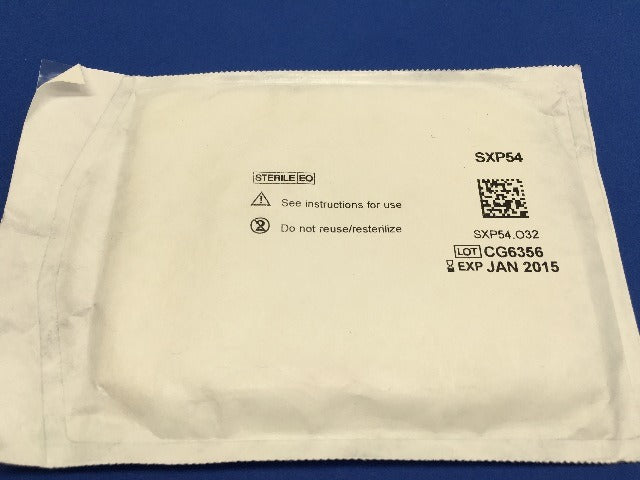 SXP54
STERILE EO
See instructions for use
Do not reuse/resterilize
SXP54.O32
LOT CG6356
EXP JAN 2015